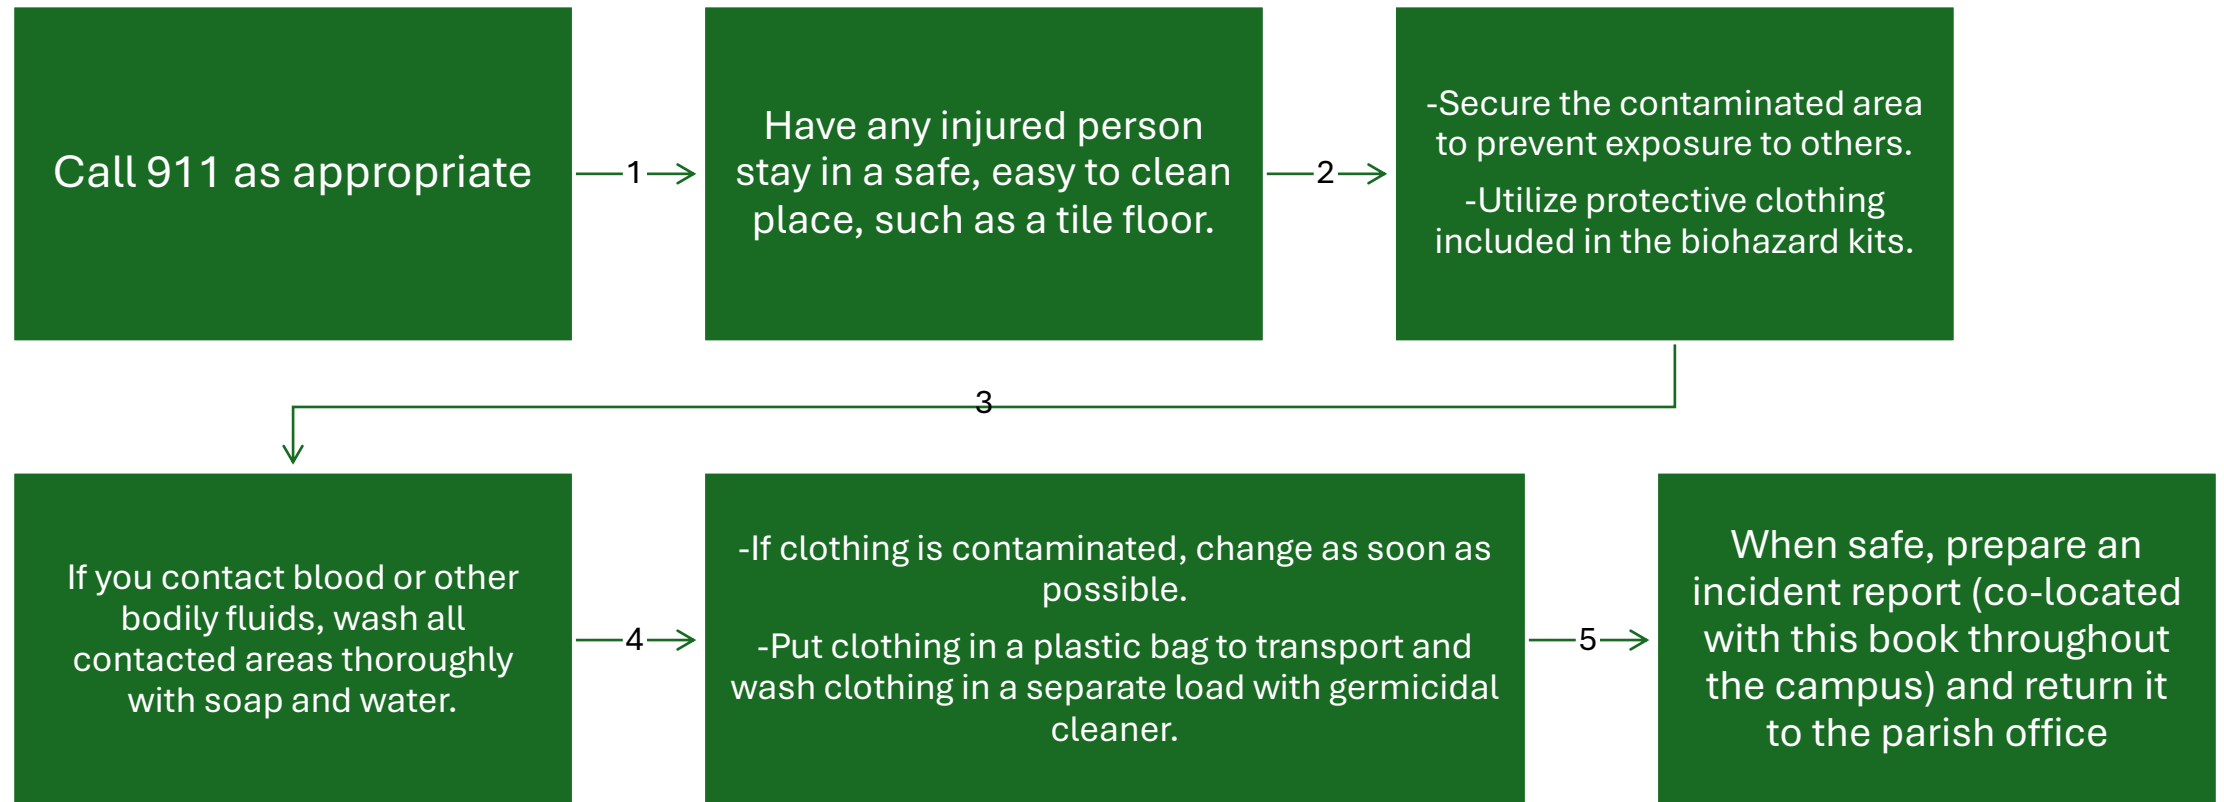 Call 911 as appropriate
1
Have any injured person
stay in a safe, easy to clean
place, such as a tile floor.
2
-Secure the contaminated area
to prevent exposure to others.
-Utilize protective clothing
included in the biohazard kits.
3
If you contact blood or other
bodily fluids, wash all
contacted areas thoroughly
with soap and water.
4
-If clothing is contaminated, change as soon as
possible.
-Put clothing in a plastic bag to transport and
wash clothing in a separate load with germicidal
cleaner.
5
When safe, prepare an
incident report (co-located
with this book throughout
the campus) and return it
to the parish office